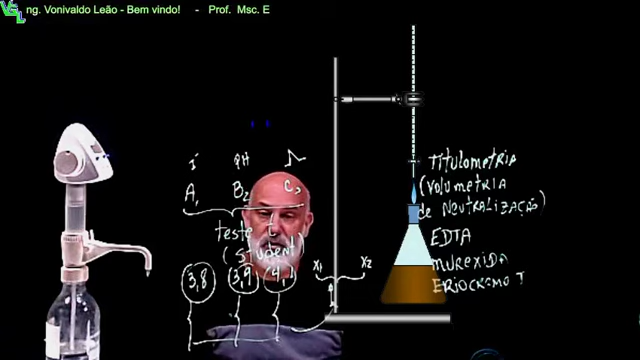 ng. Vonivaldo Leão - Bem vindo! - Prof. Msc. E
PH
A₁ B₂ C₃
teste t
(Student)
3,8 3,9 4,1
X₁ X₂
Titulometria
(Volumetria
de Neutralização)
EDTA
MUREXIDA
ERIOCROMO T